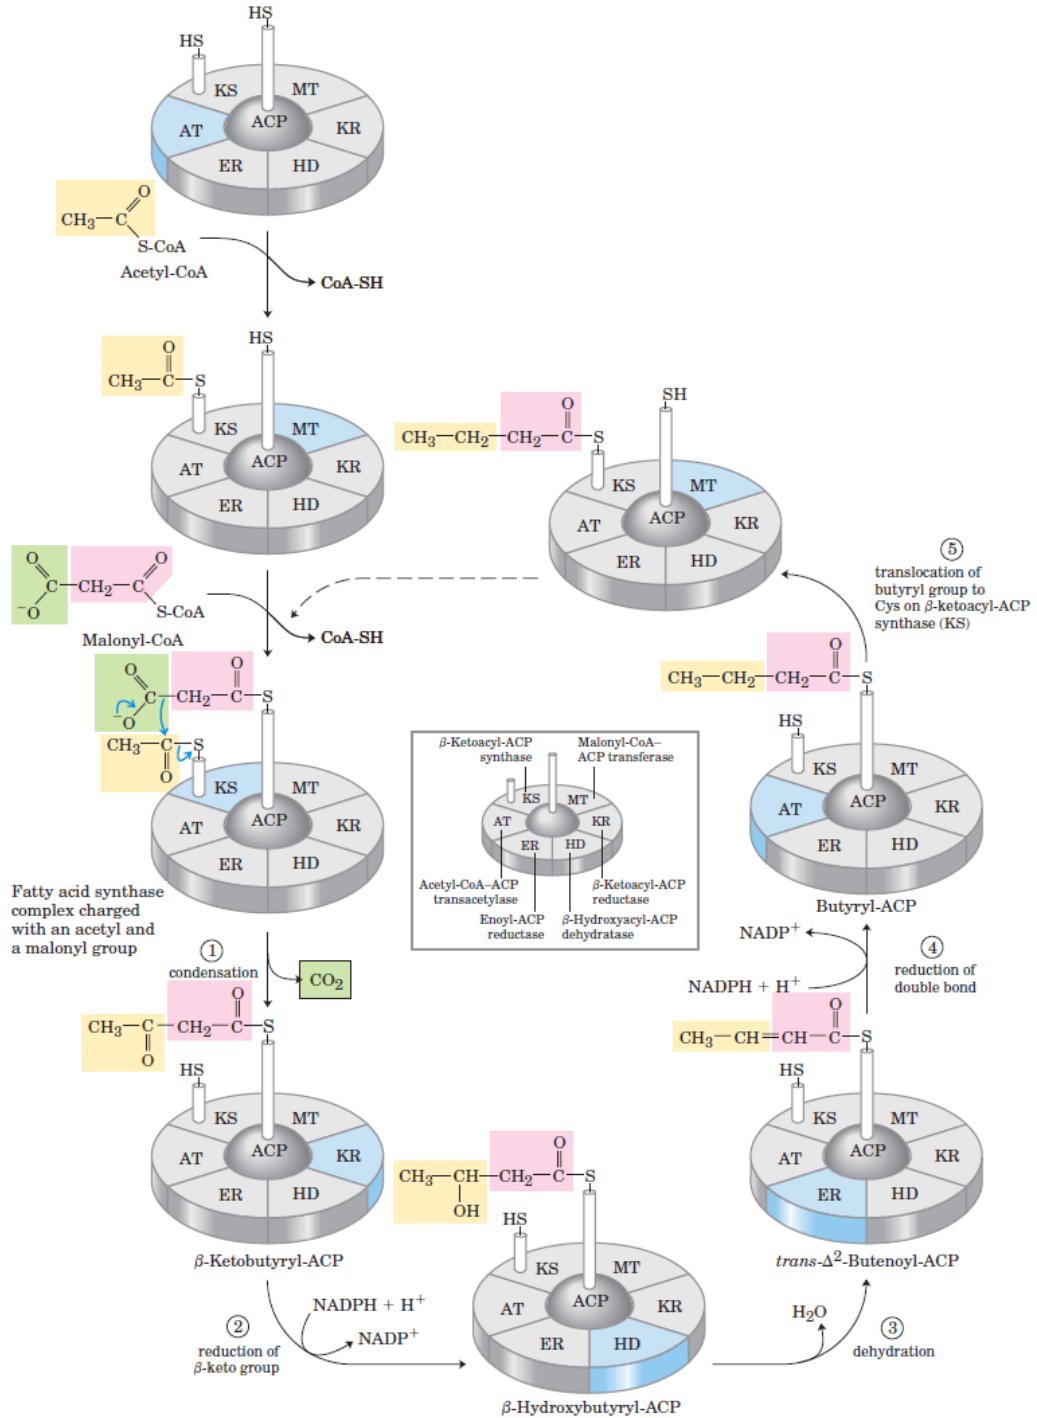 HS
HS
KS
MT
AT
ACP
KR
ER
HD
O
CH3—C
S-CoA
Acetyl-CoA
CoA-SH
HS
O
CH3—C—S
KS
MT
AT
ACP
KR
ER
HD
O
O
C—CH2—C
−O
S-CoA
Malonyl-CoA
CoA-SH
O
O
C—CH2—C—S
−O
CH3—C—S
O
KS
MT
AT
ACP
KR
ER
HD
Fatty acid synthase
complex charged
with an acetyl and
a malonyl group
1
condensation
CO2
O
CH3—C—CH2—C—S
O
HS
KS
MT
AT
ACP
KR
ER
HD
β-Ketobutyryl-ACP
2
reduction of
β-keto group
NADPH + H+
NADP+
O
CH3—CH—CH2—C—S
OH
HS
KS
MT
AT
ACP
KR
ER
HD
β-Hydroxybutyryl-ACP
H2O
3
dehydration
O
CH3—CH=CH—C—S
HS
KS
MT
AT
ACP
KR
ER
HD
trans-Δ2-Butenoyl-ACP
NADPH + H+
NADP+
4
reduction of
double bond
O
CH3—CH2—CH2—C—S
HS
KS
MT
AT
ACP
KR
ER
HD
Butyryl-ACP
5
translocation of
butyryl group to
Cys on β-ketoacyl-ACP
synthase (KS)
O
CH3—CH2—CH2—C—S
SH
KS
MT
AT
ACP
KR
ER
HD
β-Ketoacyl-ACP
synthase
Malonyl-CoA–
ACP transferase
KS
MT
AT
KR
ER
HD
Acetyl-CoA–ACP
transacetylase
β-Ketoacyl-ACP
reductase
Enoyl-ACP
reductase
β-Hydroxyacyl-ACP
dehydratase